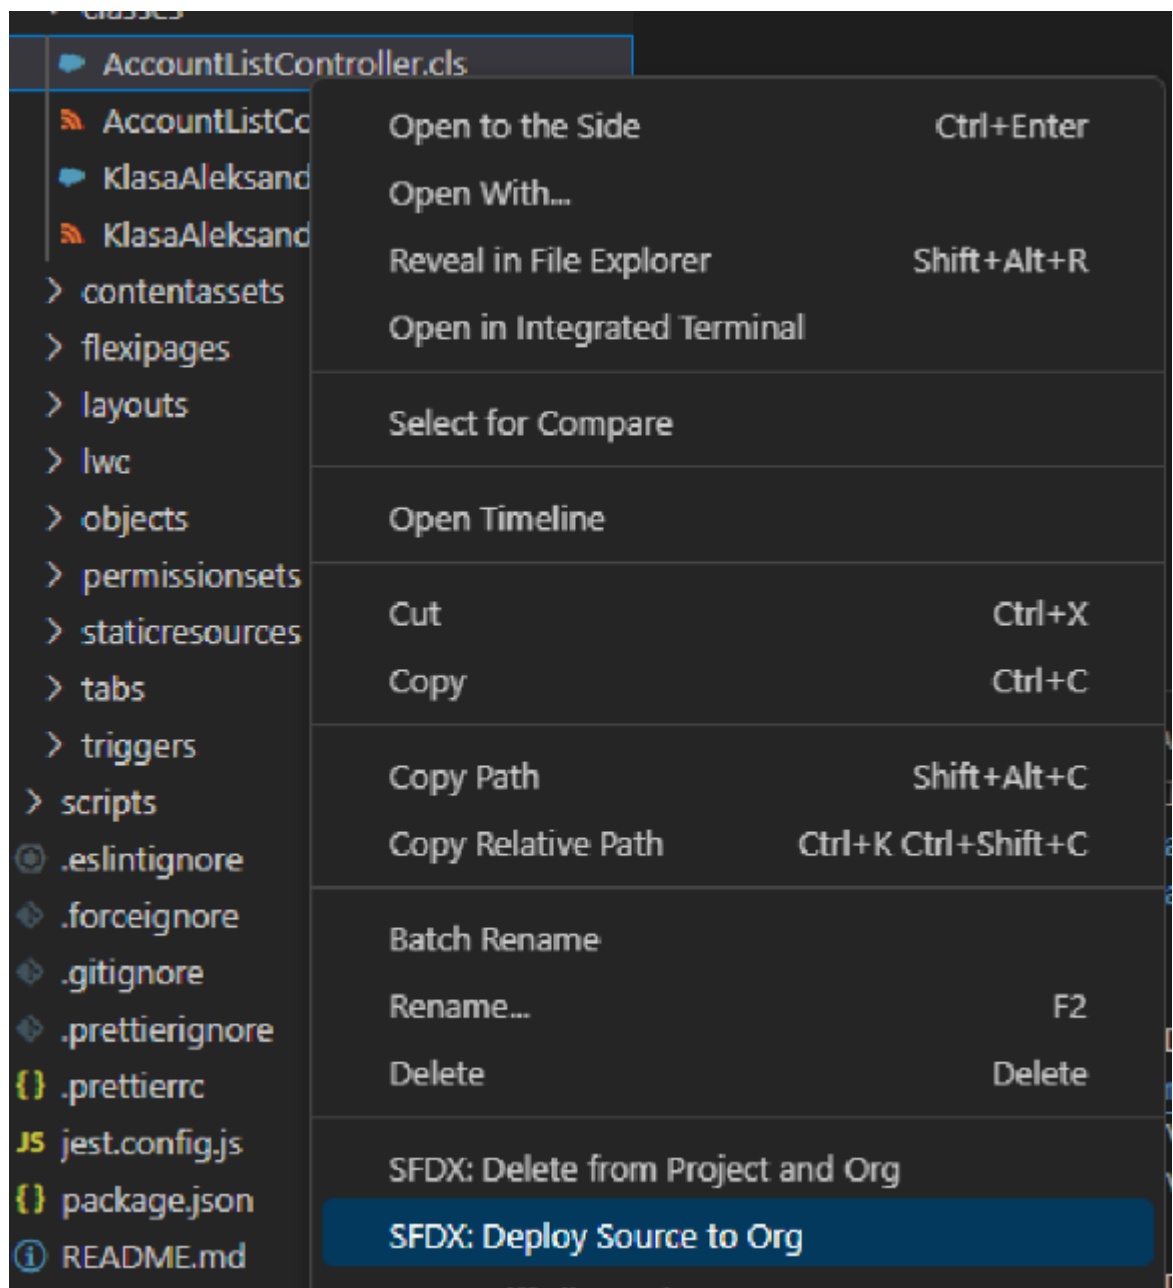 classes
AccountListController.cls
AccountListCo
KlasaAleksand
KlasaAleksand
contentassets
flexipages
layouts
lwc
objects
permissionsets
staticresources
tabs
triggers
scripts
.eslintignore
.forceignore
.gitignore
.prettierignore
.prettierrc
JS jest.config.js
package.json
README.md
Open to the Side Ctrl+Enter
Open With...
Reveal in File Explorer Shift+Alt+R
Open in Integrated Terminal
Select for Compare
Open Timeline
Cut Ctrl+X
Copy Ctrl+C
Copy Path Shift+Alt+C
Copy Relative Path Ctrl+K Ctrl+Shift+C
Batch Rename
Rename... F2
Delete Delete
SFDX: Delete from Project and Org
SFDX: Deploy Source to Org